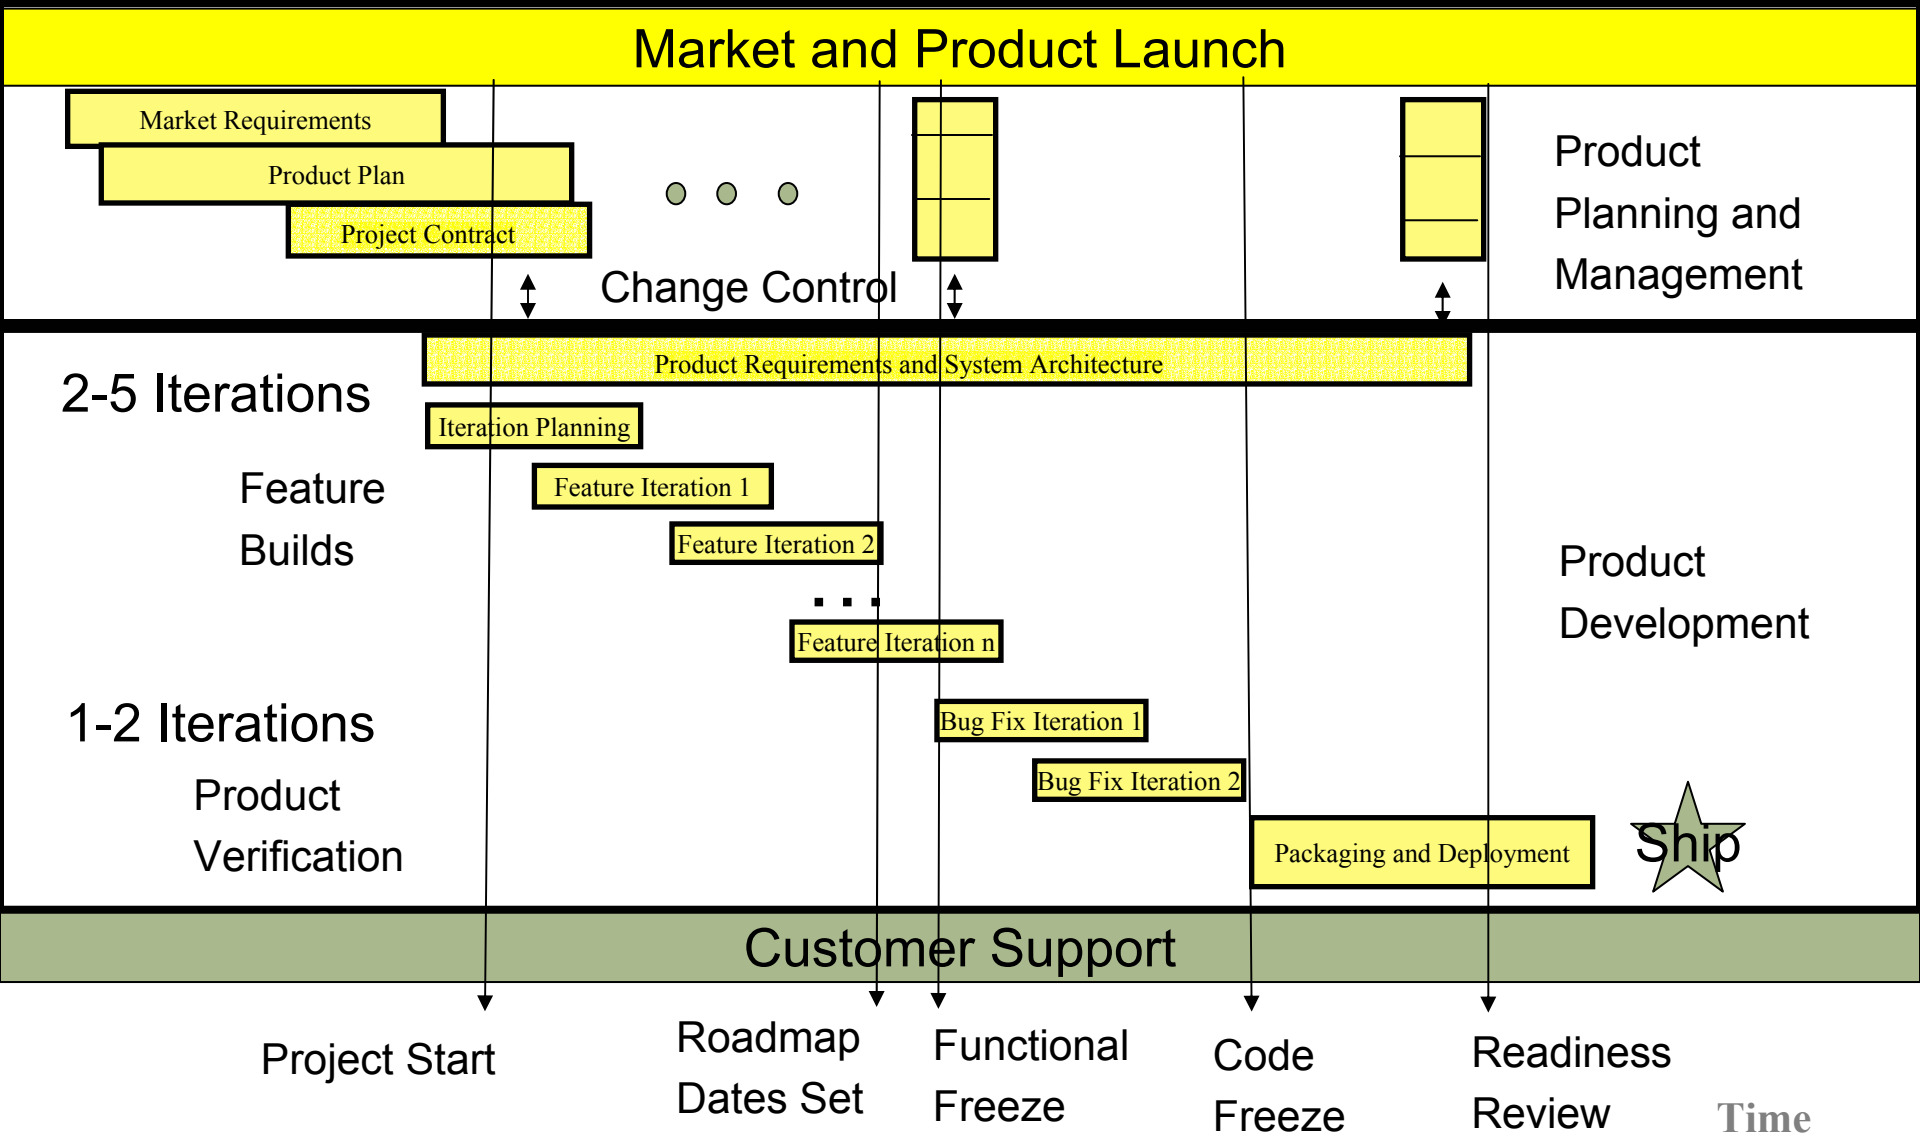 Market and Product Launch
Market Requirements
Product Plan
Project Contract
Change Control
Product
Planning and
Management
Product Requirements and System Architecture
2-5 Iterations
Iteration Planning
Feature
Builds
Feature Iteration 1
Feature Iteration 2
...
Feature Iteration n
Product
Development
1-2 Iterations
Product
Verification
Bug Fix Iteration 1
Bug Fix Iteration 2
Packaging and Deployment
Ship
Customer Support
Project Start
Roadmap
Dates Set
Functional
Freeze
Code
Freeze
Readiness
Review
Time